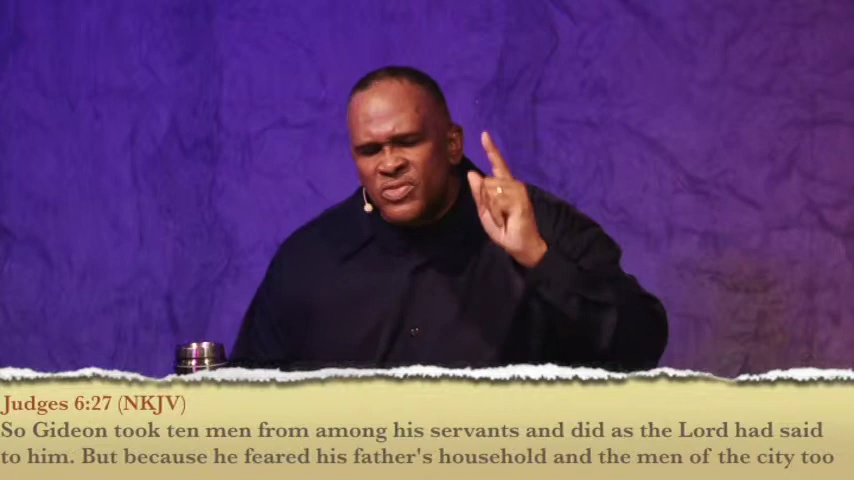 Judges 6:27 (NKJV)
So Gideon took ten men from among his servants and did as the Lord had said
to him. But because he feared his father's household and the men of the city too